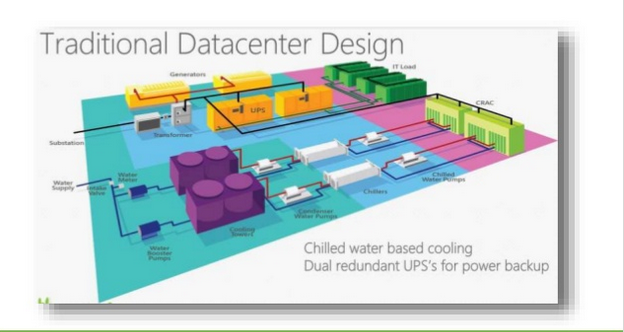 Traditional Datacenter Design
Generators
IT Load
UPS
CRAC
Transformer
Substation
Water
Supply
Water
Meter
Intake
Valve
Chilled
Water Pumps
Chillers
Condenser
Water Pumps
Cooling
Towers
Water
Booster
Pumps
Chilled water based cooling
Dual redundant UPS's for power backup